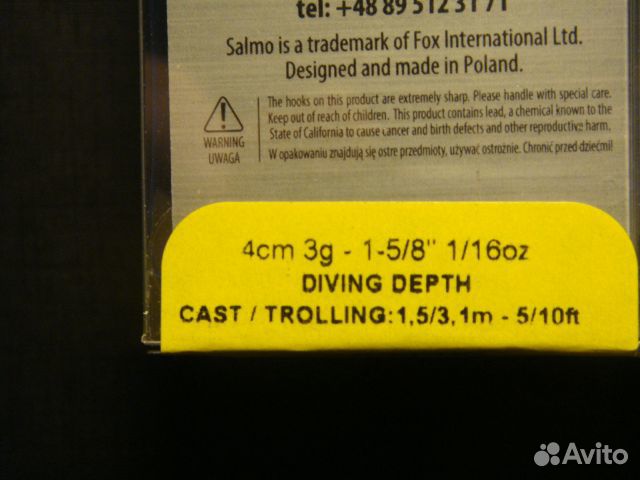 tel: +48 89 512 31 71
Salmo is a trademark of Fox International Ltd.
Designed and made in Poland.
WARNING
UWAGA
The hooks on this product are extremely sharp. Please handle with special care.
Keep out of reach of children. This product contains lead, a chemical known to the
State of California to cause cancer and birth defects and other reproductive harm.
W opakowaniu znajdują się ostre przedmioty, używać ostrożnie. Chronić przed dziećmi!
4cm 3g - 1-5/8" 1/16oz
DIVING DEPTH
CAST / TROLLING:1,5/3,1m - 5/10ft
Avito